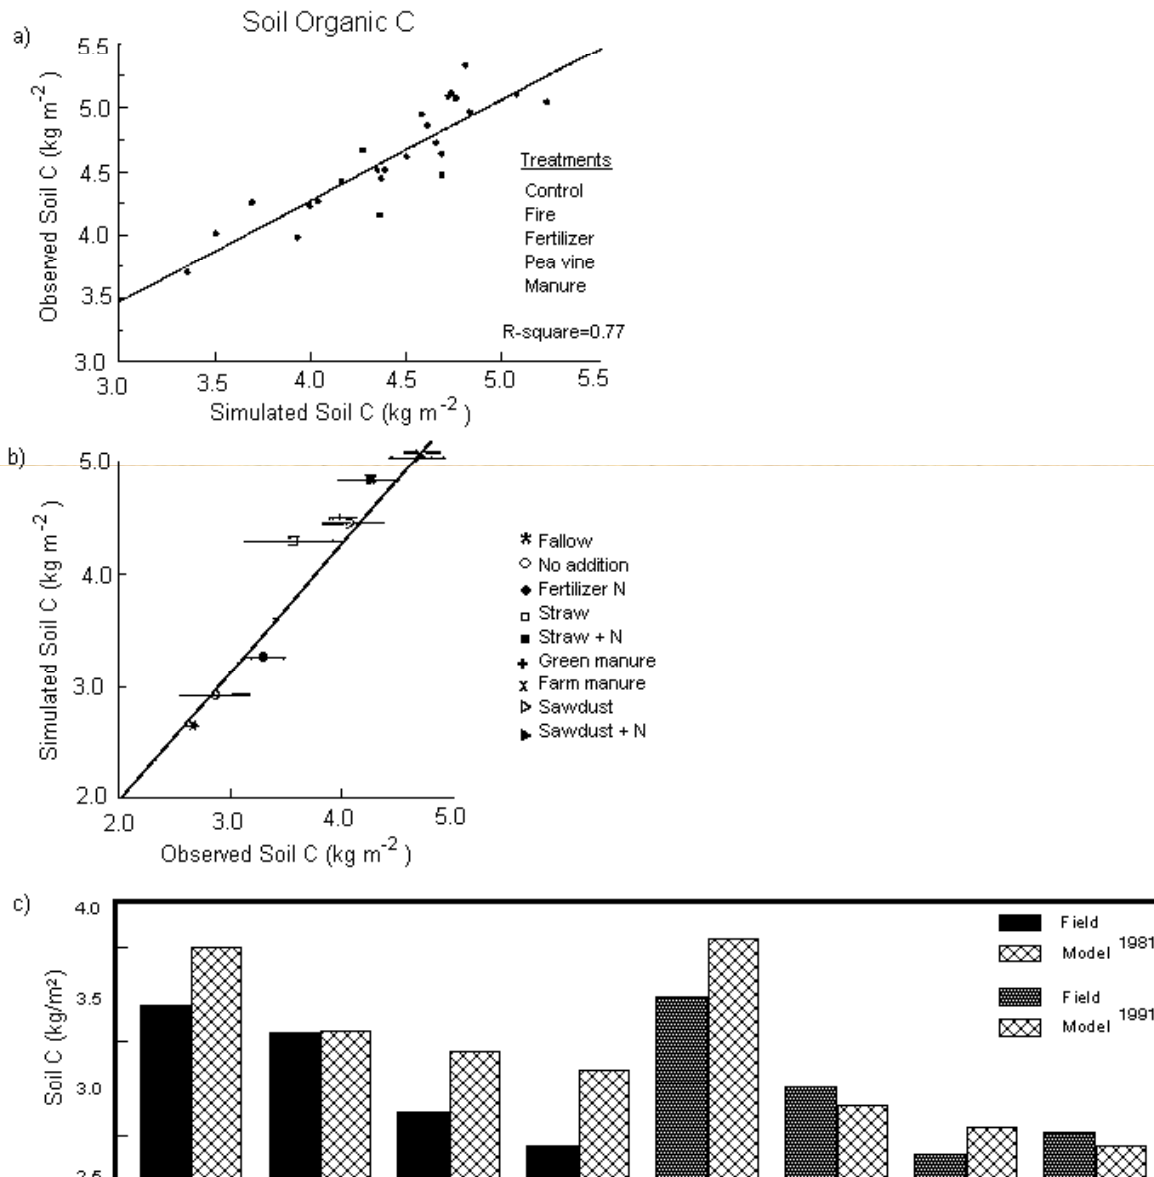 Soil Organic C
a)
5.5
5.0
4.5
4.0
3.5
3.0
Observed Soil C (kg m-2)
Treatments
Control
Fire
Fertilizer
Pea vine
Manure
R-square=0.77
3.0 3.5 4.0 4.5 5.0 5.5
Simulated Soil C (kg m-2 )
b)
5.0
4.0
3.0
2.0
Simulated Soil C (kg m-2)
Fallow
No addition
Fertilizer N
Straw
Straw + N
Green manure
Farm manure
Sawdust
Sawdust + N
2.0 3.0 4.0 5.0
Observed Soil C (kg m-2 )
c)
4.0
3.5
3.0
2.5
Soil C (kg/m²)
Field
Model 1981
Field
Model 1991